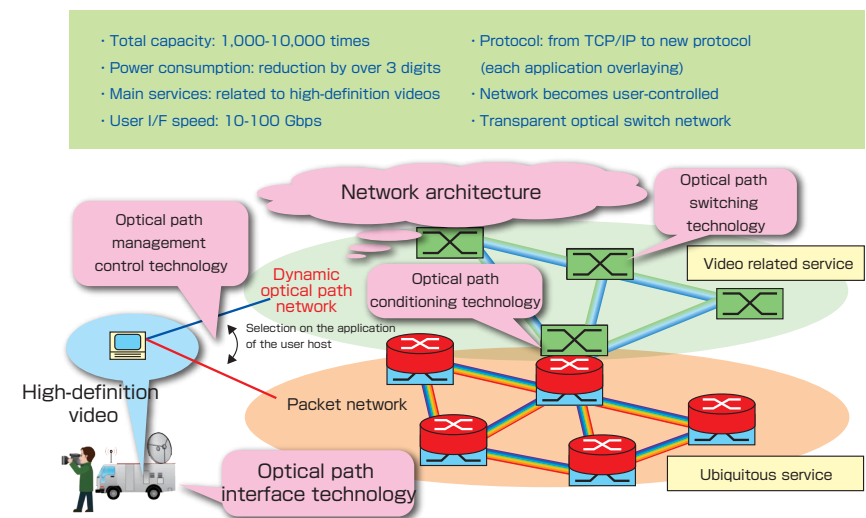 · Total capacity: 1,000-10,000 times
· Power consumption: reduction by over 3 digits
· Main services: related to high-definition videos
· User I/F speed: 10-100 Gbps
· Protocol: from TCP/IP to new protocol
(each application overlaying)
· Network becomes user-controlled
· Transparent optical switch network
Network architecture
Optical path
switching
technology
Optical path
management
control technology
Video related service
Dynamic
optical path
network
Optical path
conditioning technology
Selection on the application
of the user host
High-definition
video
Packet network
Optical path
interface technology
Ubiquitous service